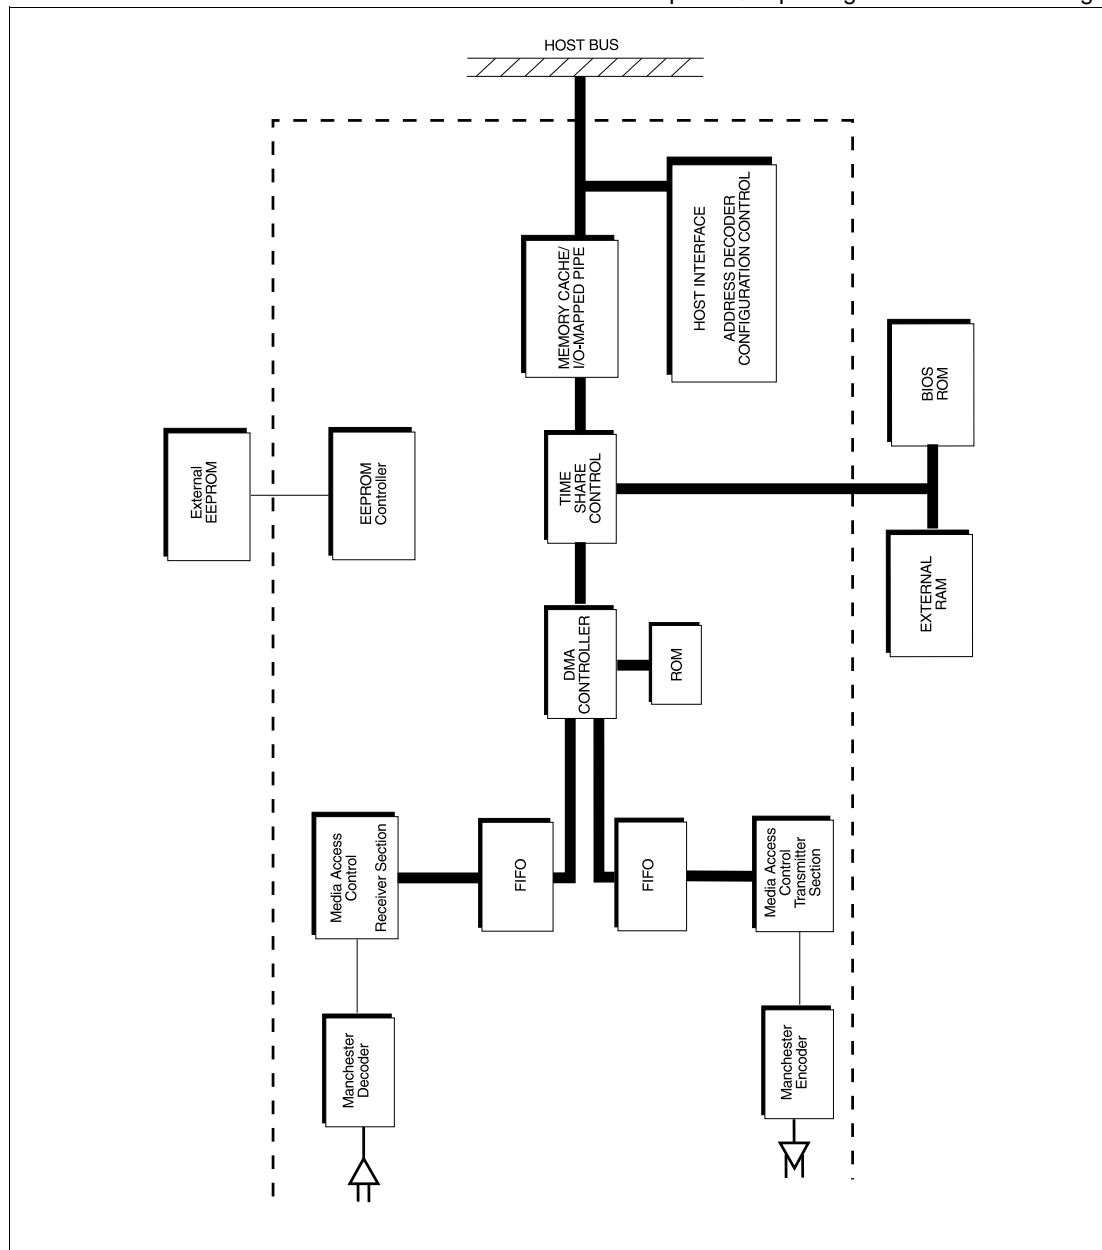 HOST BUS
MEMORY CACHE/
I/O-MAPPED PIPE
HOST INTERFACE
ADDRESS DECODER
CONFIGURATION CONTROL
BIOS
ROM
External
EEPROM
EEPROM
Controller
TIME
SHARE
CONTROL
EXTERNAL
RAM
DMA
CONTROLLER
ROM
Media Access
Control
Receiver Section
FIFO
FIFO
Media Access
Control
Transmitter
Section
Manchester
Decoder
Manchester
Encoder